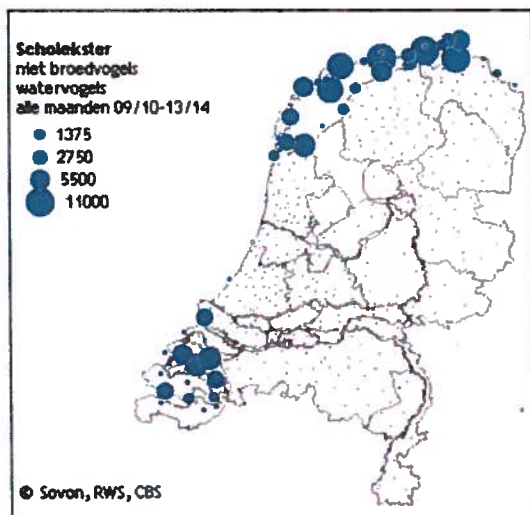 Scholekster
niet broedvogels
watervogels
alle maanden 09/10-13/14
1375
2750
5500
11000
© Sovon, RWS, CBS